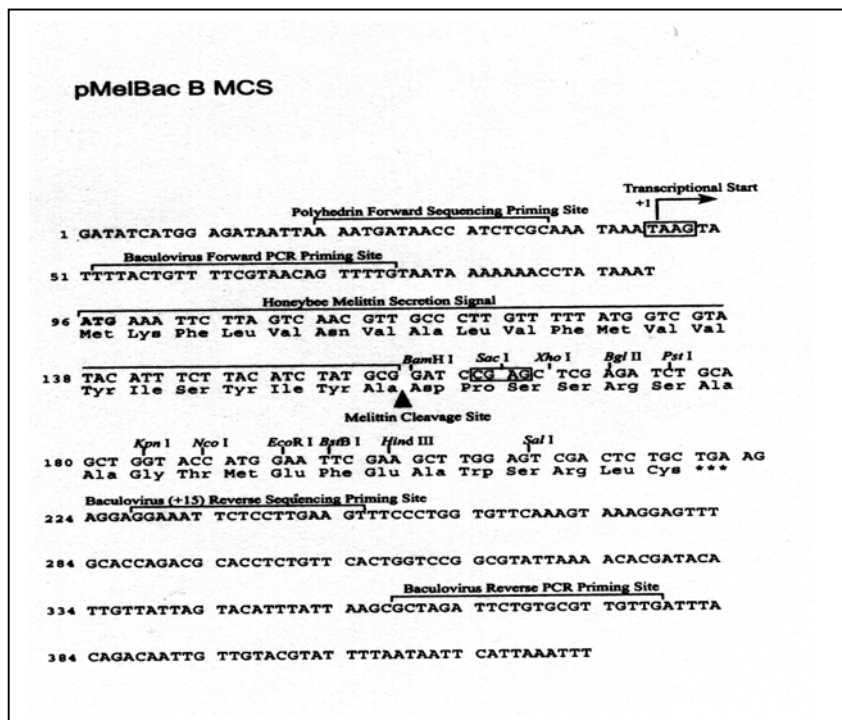 pMelBac B MCS
Transcriptional Start
Polyhedrin Forward Sequencing Priming Site
+1
1 GATATCATGG AGATAATTAA AATGATAACC ATCTCGCAAA TAAATAAGTA
Baculovirus Forward PCR Priming Site
51 TTTTACTGTT TTCGTAACAG TTTTGTAATA AAAAAACCTA TAAAT
Honeybee Melittin Secretion Signal
96 ATG AAA TTC TTA GTC AAC GTT GCC CTT GTT TTT ATG GTC GTA
Met Lys Phe Leu Val Asn Val Ala Leu Val Phe Met Val Val
BamH I Sac I Xho I Bgl II Pst I
138 TAC ATT TCT TAC ATC TAT GCG GAT CCG AGC TCG AGA TCT GCA
Tyr Ile Ser Tyr Ile Tyr Ala Asp Pro Ser Ser Arg Ser Ala
Melittin Cleavage Site
Kpn I Nco I EcoR I BstB I Hind III Sal I
180 GCT GGT ACC ATG GAA TTC GAA GCT TGG AGT CGA CTC TGC TGA AG
Ala Gly Thr Met Glu Phe Glu Ala Trp Ser Arg Leu Cys ***
Baculovirus (+15) Reverse Sequencing Priming Site
224 AGGAGGAAAT TCTCCTTGAAG TTTCCCTGG TGTTCAAAGT AAAGGAGTTT
284 GCACCAGACG CACCTCTGTT CACTGGTCCG GCGTATTAAA ACACGATACA
Baculovirus Reverse PCR Priming Site
334 TTGTTATTAG TACATTTATT AAGCGCTAGA TTCTGTGCGT TGTTGATTTA
384 CAGACAATTG TTGTACGTAT TTTAATAATT CATTAAATTT